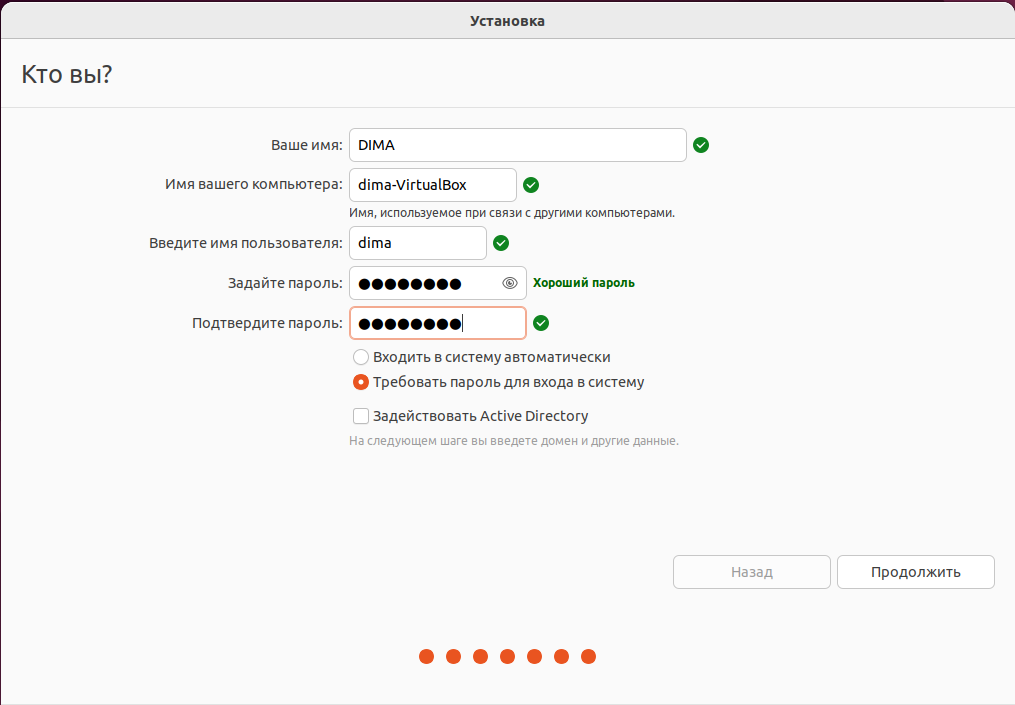 Установка
Кто вы?
Ваше имя: DIMA
Имя вашего компьютера: dima-VirtualBox
Имя, используемое при связи с другими компьютерами.
Введите имя пользователя: dima
Задайте пароль: ●●●●●●●● Хороший пароль
Подтвердите пароль: ●●●●●●●●
Входить в систему автоматически
Требовать пароль для входа в систему
Задействовать Active Directory
На следующем шаге вы введете домен и другие данные.
Назад Продолжить